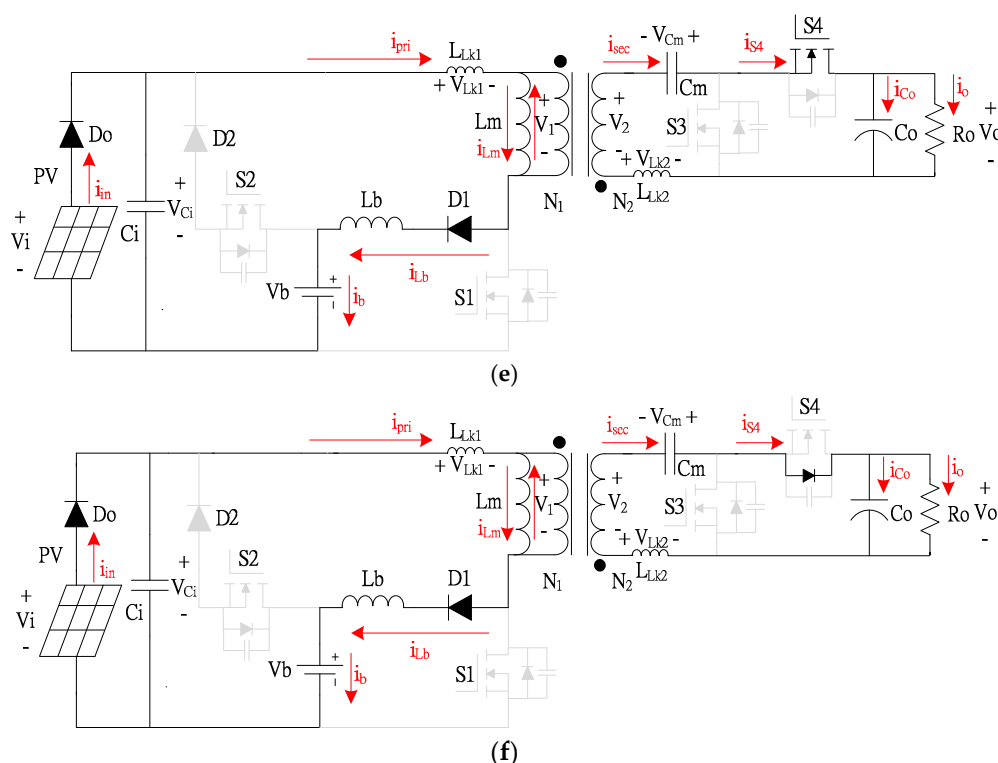 i_pri
L_Lk1
+ V_Lk1 -
i_sec
- V_Cm +
Cm
i_S4
S4
Do
D2
Lm
i_Lm
+
V_1
-
+
V_2
-
S3
i_Co
Co
i_o
Ro
+
Vo
-
PV
i_in
+
Vi
-
Ci
+
V_Ci
-
S2
Lb
D1
+ V_Lk2 -
L_Lk2
N_1
N_2
i_Lb
Vb
+
-
i_b
S1
(e)
i_pri
L_Lk1
+ V_Lk1 -
i_sec
- V_Cm +
Cm
i_S4
S4
Do
D2
Lm
i_Lm
+
V_1
-
+
V_2
-
S3
i_Co
Co
i_o
Ro
+
Vo
-
PV
i_in
+
Vi
-
Ci
+
V_Ci
-
S2
Lb
D1
+ V_Lk2 -
L_Lk2
N_1
N_2
i_Lb
Vb
+
-
i_b
S1
(f)